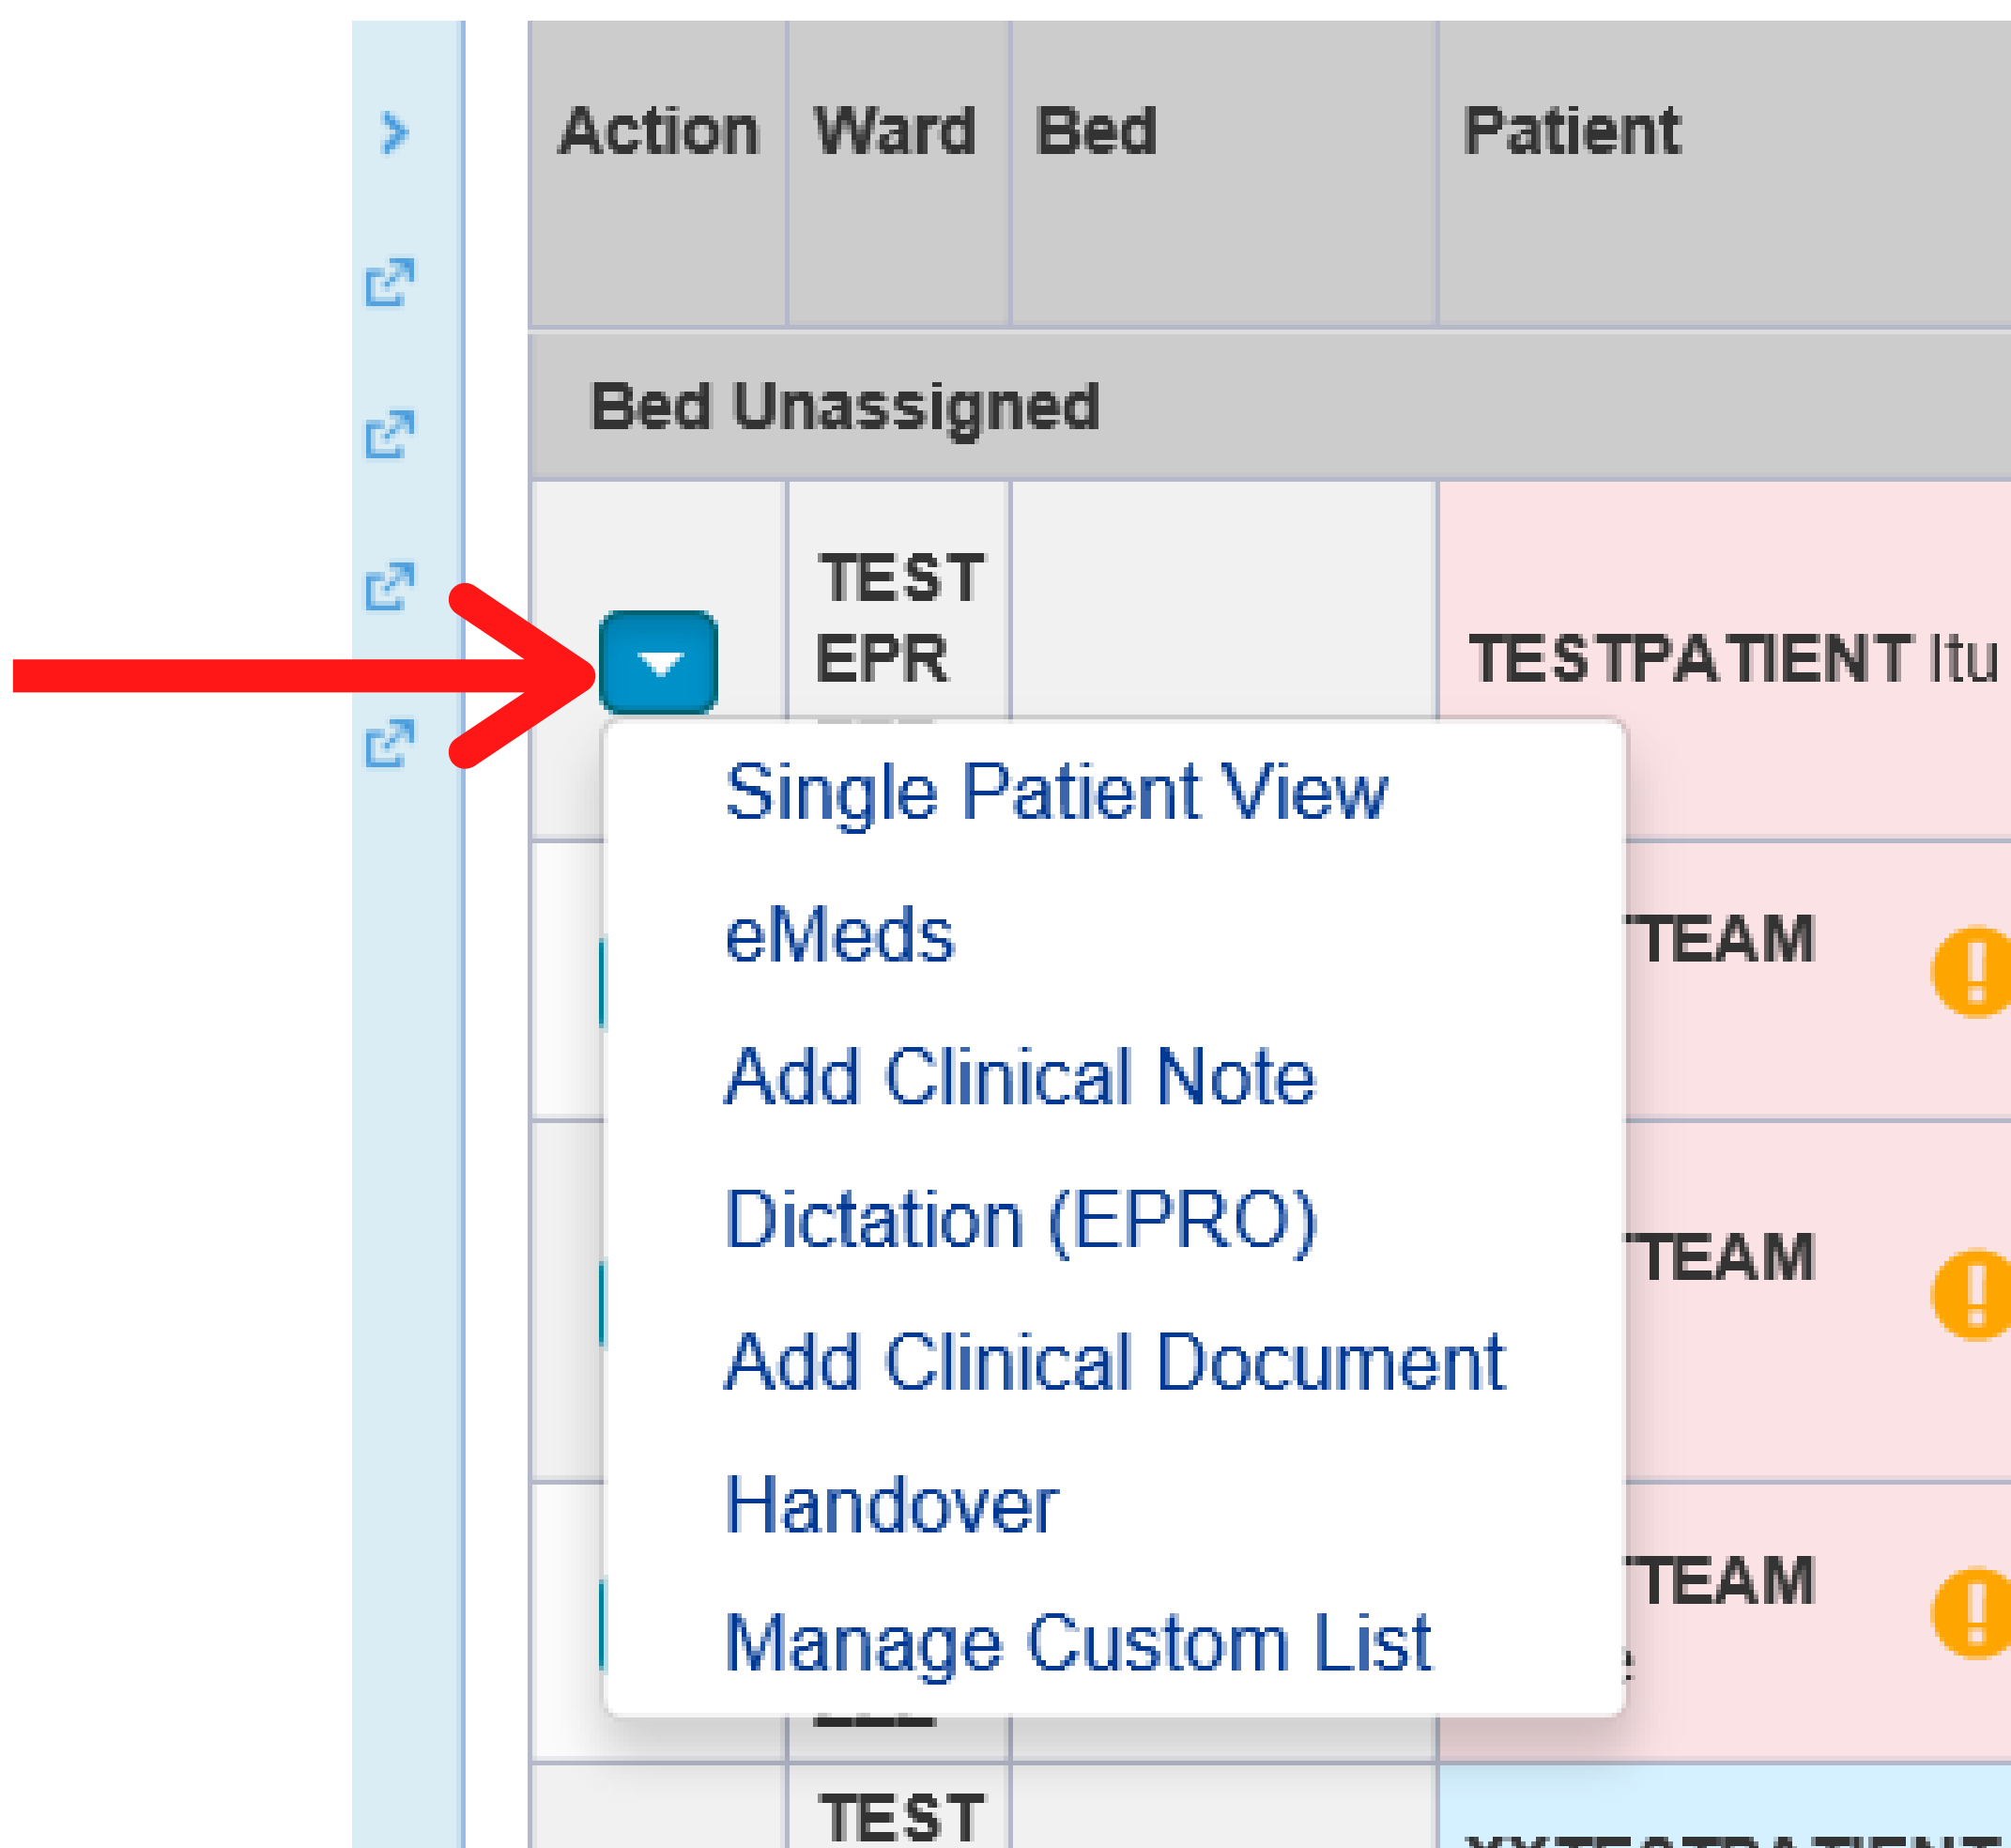 Action Ward Bed Patient
Bed Unassigned
TEST
EPR
TESTPATIENT Itu
Single Patient View
eMeds
TEAM
Add Clinical Note
Dictation (EPRO)
TEAM
Add Clinical Document
Handover
TEAM
Manage Custom List
TEST
XXTESTPATIENT